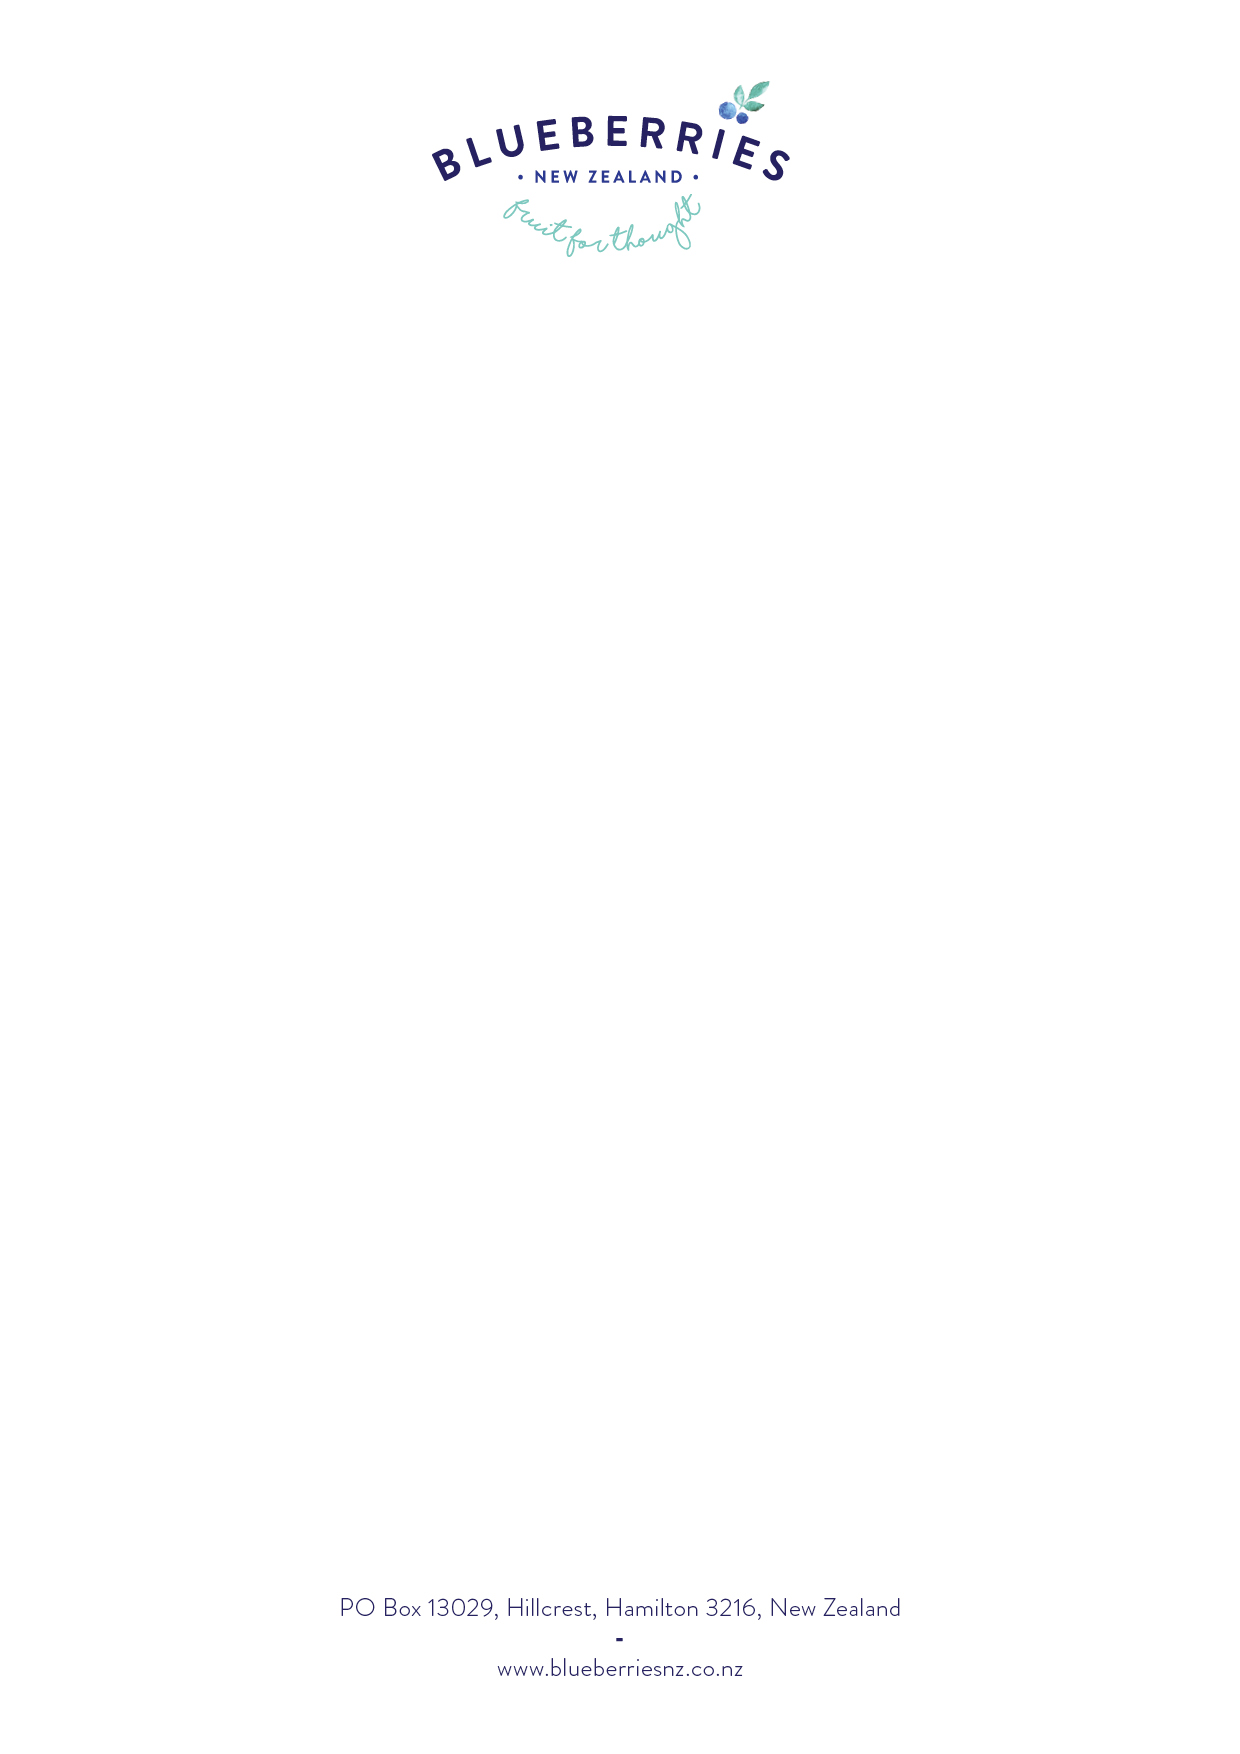 BLUEBERRIES
• NEW ZEALAND •
fruit for thought
PO Box 13029, Hillcrest, Hamilton 3216, New Zealand
-
www.blueberriesnz.co.nz